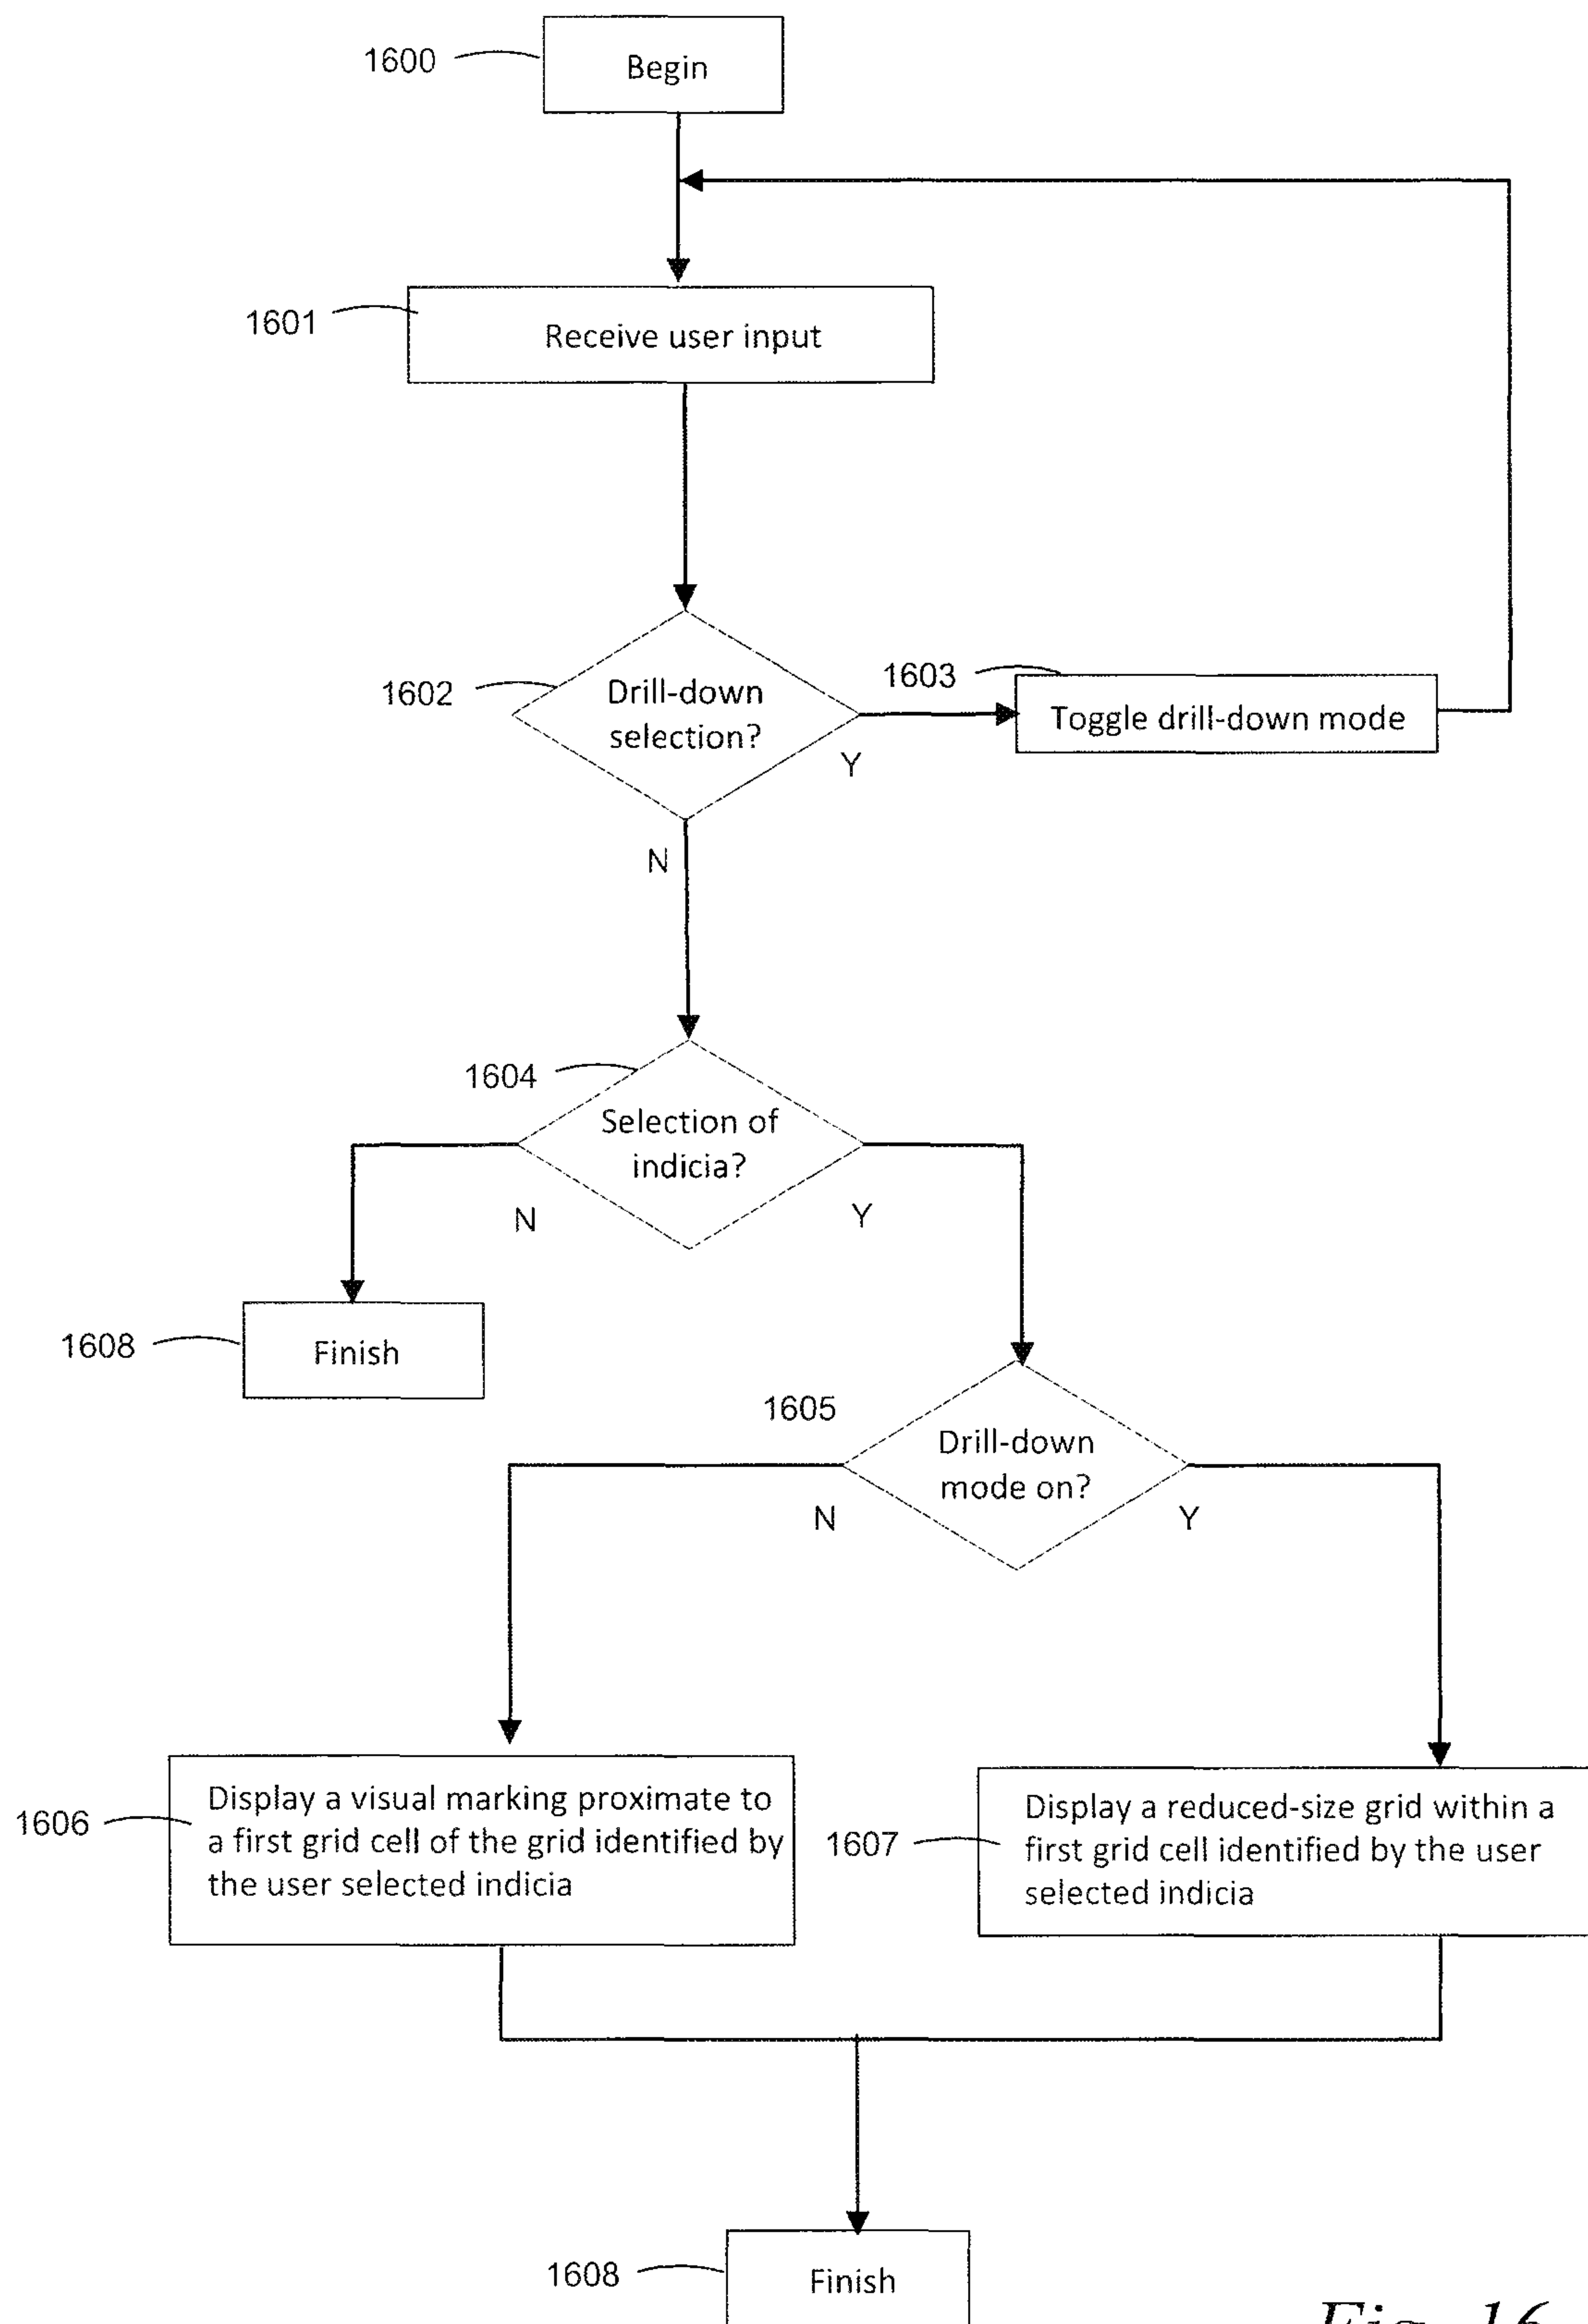 1600
Begin
1601
Receive user input
1602
Drill-down
selection?
Y
1603
Toggle drill-down mode
N
1604
Selection of
indicia?
N
Y
1608
Finish
1605
Drill-down
mode on?
N
Y
1606
Display a visual marking proximate to
a first grid cell of the grid identified by
the user selected indicia
1607
Display a reduced-size grid within a
first grid cell identified by the user
selected indicia
1608
Finish
Fig. 16